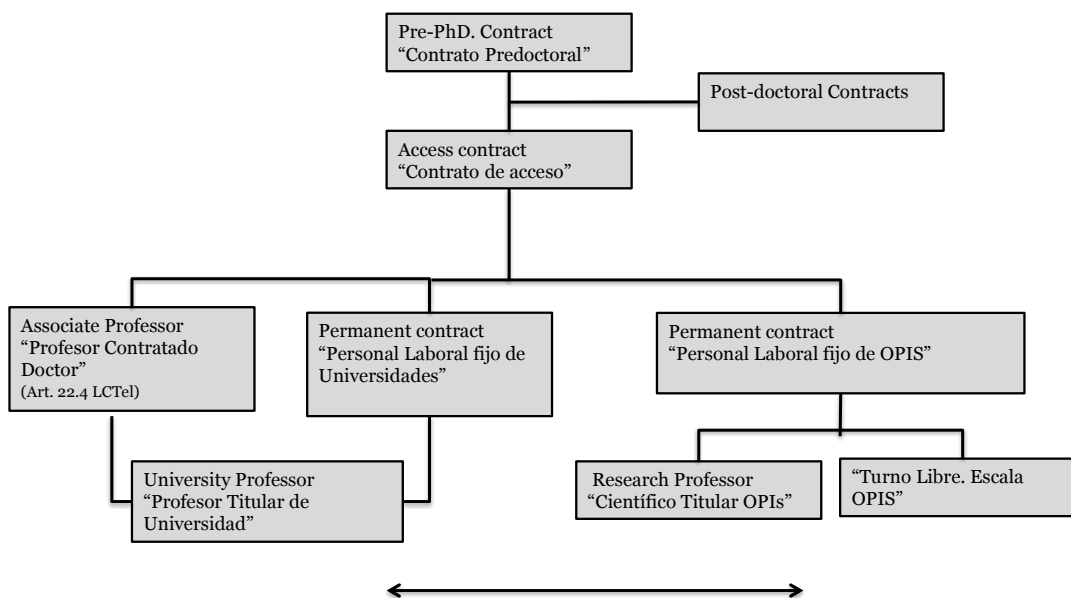 Pre-PhD. Contract
“Contrato Predoctoral”
Post-doctoral Contracts
Access contract
“Contrato de acceso”
Associate Professor
“Profesor Contratado
Doctor”
(Art. 22.4 LCTel)
Permanent contract
“Personal Laboral fijo de
Universidades”
Permanent contract
“Personal Laboral fijo de OPIS”
University Professor
“Profesor Titular de
Universidad”
Research Professor
“Científico Titular OPIs”
“Turno Libre. Escala
OPIS”